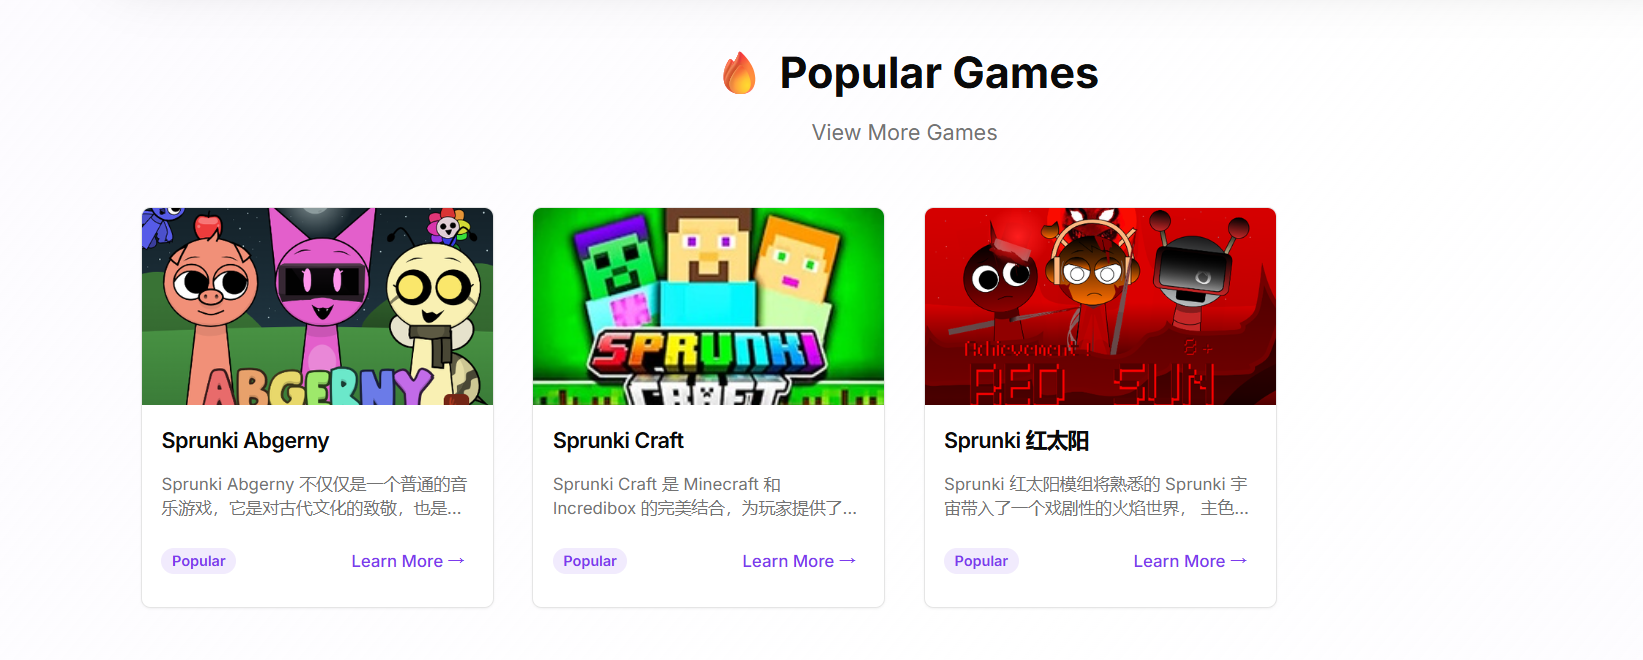 Popular Games
View More Games
ABGERNY
Sprunki Abgerny
Sprunki Abgerny 不仅仅是一个普通的音
乐游戏，它是对古代文化的致敬，也是...
Popular
Learn More →
SPRUNKI
CRAFT
Sprunki Craft
Sprunki Craft 是 Minecraft 和
Incredibox 的完美结合，为玩家提供了...
Popular
Learn More →
Achievement!
8+
RED SUN
Sprunki 红太阳
Sprunki 红太阳模组将熟悉的 Sprunki 宇
宙带入了一个戏剧性的火焰世界， 主色...
Popular
Learn More →